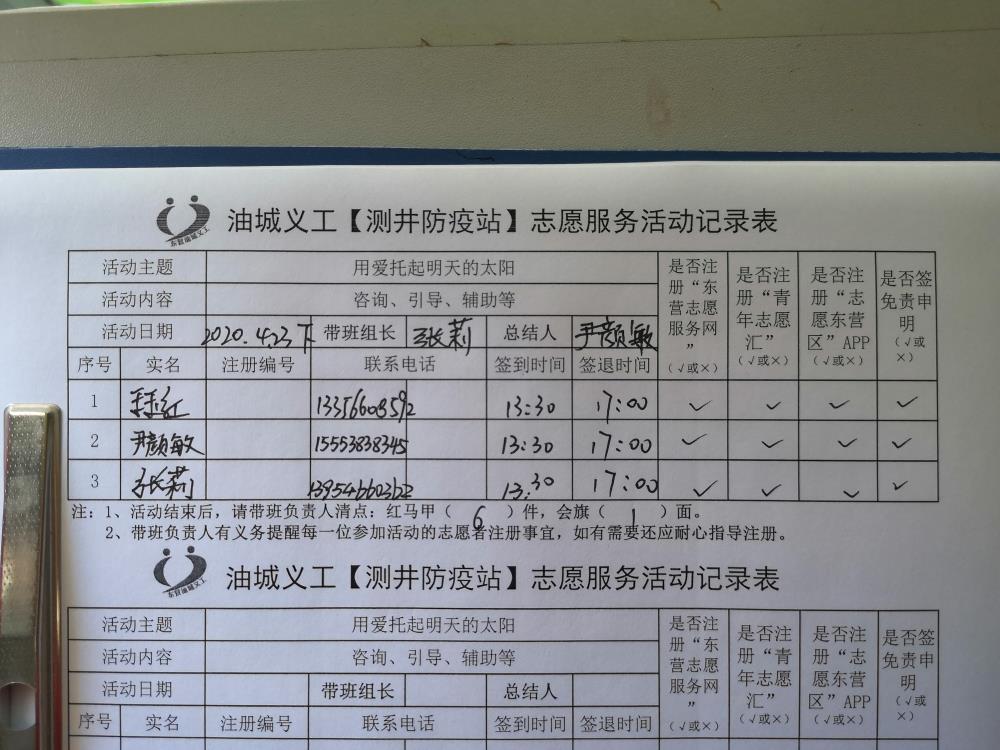 东营油城义工
油城义工【测井防疫站】志愿服务活动记录表
活动主题 用爱托起明天的太阳 是否注册“东营志愿服务网”(√或×) 是否注册“青年志愿汇”(√或×) 是否注册“志愿东营区”APP(√或×) 是否签免责申明(√或×)
活动内容 咨询、引导、辅助等
活动日期 2020.4.23下 带班组长 张莉 总结人 尹颜敏
序号 实名 注册编号 联系电话 签到时间 签退时间
1 红 13356608592 13:30 17:00 ✓ ✓ ✓ ✓
2 尹颜敏 15553838345 13:30 17:00 ✓ ✓ ✓ ✓
3 张莉 13:30 17:00 ✓ ✓ ✓ ✓
注：1、活动结束后，请带班负责人清点：红马甲（ 6 ）件，会旗（ 1 ）面。
2、带班负责人有义务提醒每一位参加活动的志愿者注册事宜，如有需要还应耐心指导注册。
东营油城义工
油城义工【测井防疫站】志愿服务活动记录表
活动主题 用爱托起明天的太阳 是否注册“东营志愿服务网”(√或×) 是否注册“青年志愿汇”(√或×) 是否注册“志愿东营区”APP(√或×) 是否签免责申明(√或×)
活动内容 咨询、引导、辅助等
活动日期 带班组长 总结人
序号 实名 注册编号 联系电话 签到时间 签退时间